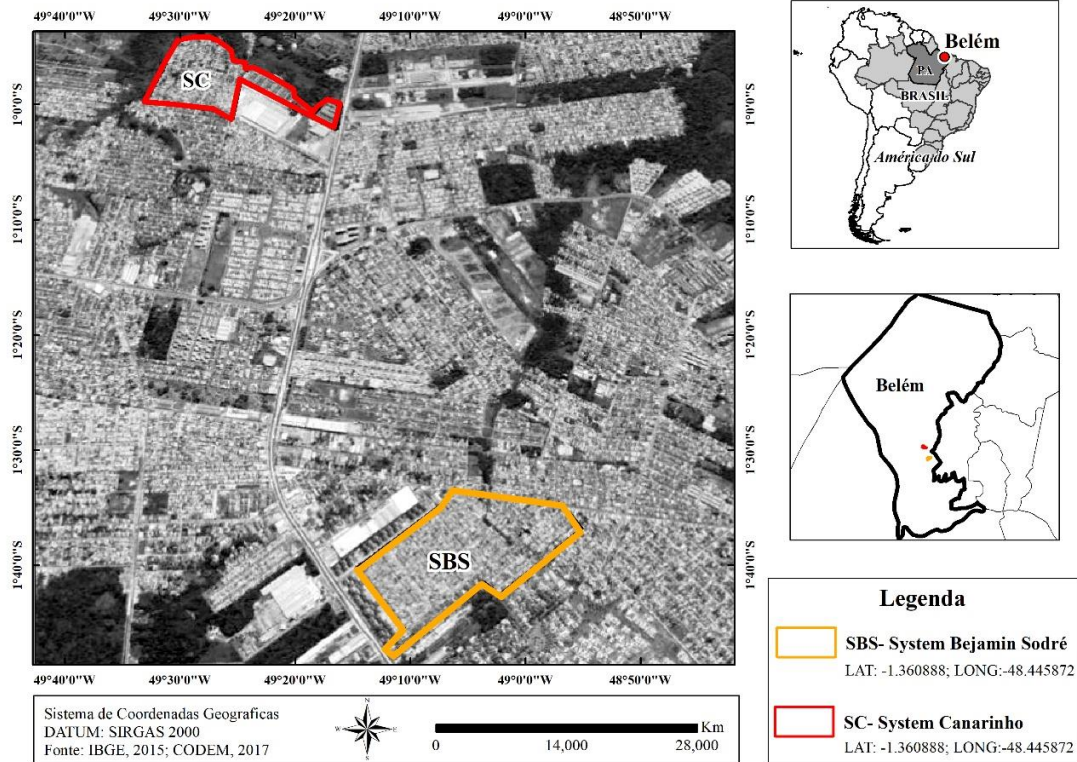 49°40'0"W 49°30'0"W 49°20'0"W 49°10'0"W 49°0'0"W 48°50'0"W
1°0'0"S
1°10'0"S
1°20'0"S
1°30'0"S
1°40'0"S
SC
SBS
1°0'0"S
1°10'0"S
1°20'0"S
1°30'0"S
1°40'0"S
49°40'0"W 49°30'0"W 49°20'0"W 49°10'0"W 49°0'0"W 48°50'0"W
Sistema de Coordenadas Geograficas
DATUM: SIRGAS 2000
Fonte: IBGE, 2015; CODEM, 2017
N
W E
S
Km
0 14,000 28,000
Belém
PA
BRASIL
América do Sul
Belém
Legenda
SBS- System Bejamin Sodré
LAT: -1.360888; LONG:-48.445872
SC- System Canarinho
LAT: -1.360888; LONG:-48.445872